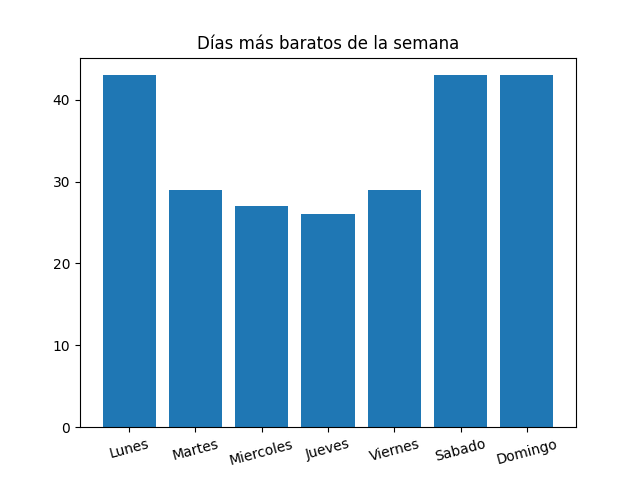 Días más baratos de la semana
40
30
20
10
0
Lunes
Martes
Miercoles
Jueves
Viernes
Sabado
Domingo